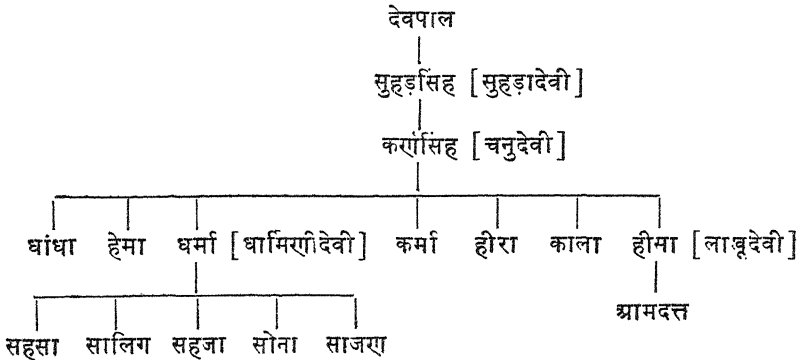 देवपाल
सुहड़सिंह [सुहड़ादेवी]
कर्णसिंह [चनुदेवी]
धांधा हेमा धर्मा [धार्मिणीदेवी] कर्मा हीरा काला हीमा [लाखूदेवी]
आमदत्त
सहसा सालिग सहजा सोना साजण